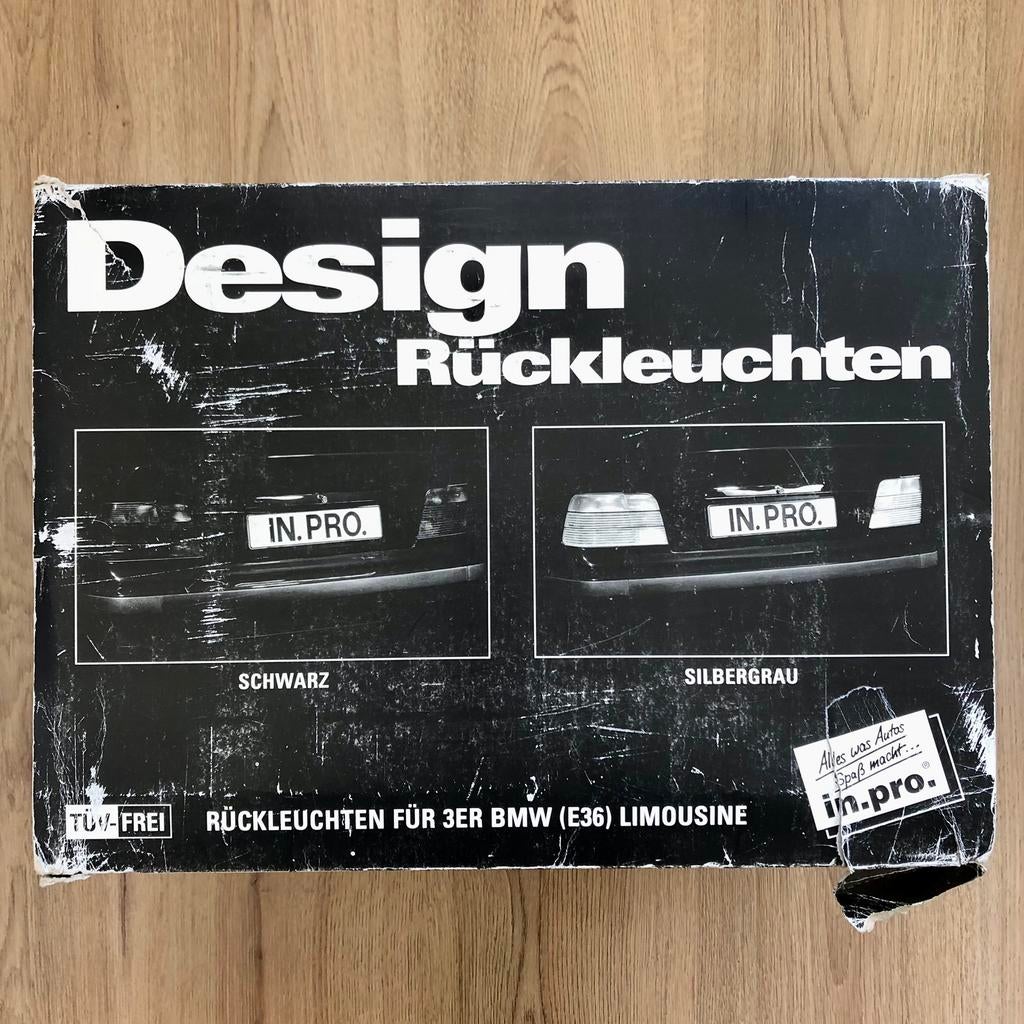 Design
Rückleuchten
IN.PRO.
IN.PRO.
SCHWARZ
SILBERGRAU
Alles was Autos
Spaß macht...
in.pro.®
TÜV-FREI
RÜCKLEUCHTEN FÜR 3ER BMW (E36) LIMOUSINE